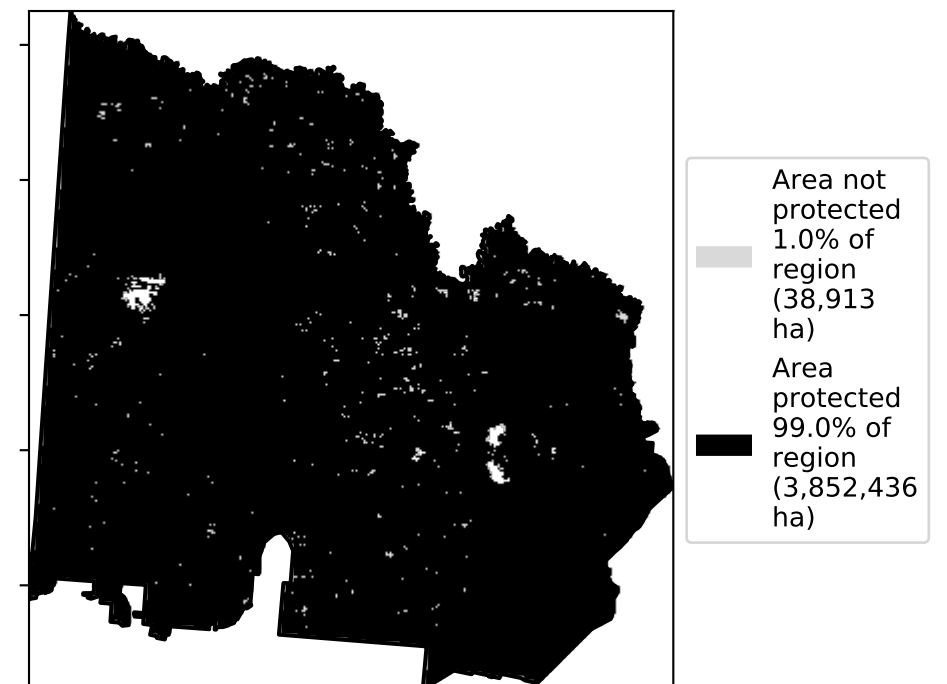 Area not
protected
1.0% of
region
(38,913
ha)
Area
protected
99.0% of
region
(3,852,436
ha)